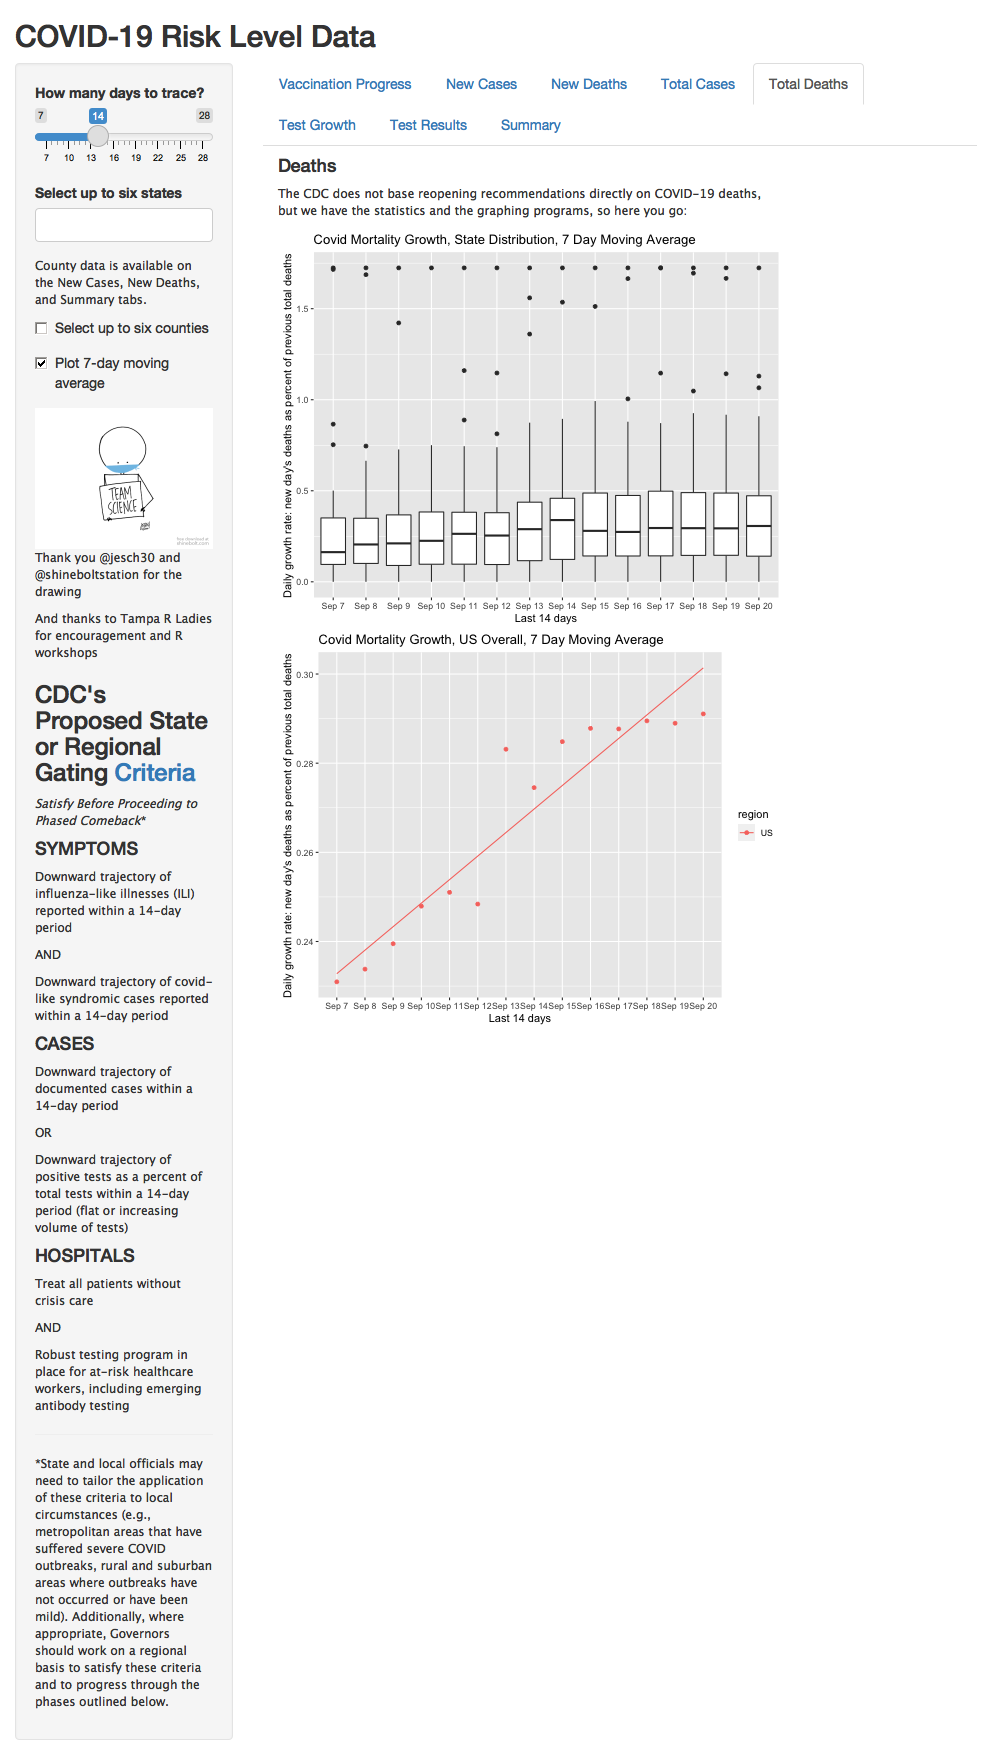 COVID-19 Risk Level Data
How many days to trace?
7 14 28
7 10 13 16 19 22 25 28
Select up to six states
County data is available on
the New Cases, New Deaths,
and Summary tabs.
Select up to six counties
Plot 7-day moving
average
TEAM
SCIENCE
Thank you @jesch30 and
@shineboltstation for the
drawing
And thanks to Tampa R Ladies
for encouragement and R
workshops
CDC's
Proposed State
or Regional
Gating Criteria
Satisfy Before Proceeding to
Phased Comeback*
SYMPTOMS
Downward trajectory of
influenza-like illnesses (ILI)
reported within a 14-day
period
AND
Downward trajectory of covid-
like syndromic cases reported
within a 14-day period
CASES
Downward trajectory of
documented cases within a
14-day period
OR
Downward trajectory of
positive tests as a percent of
total tests within a 14-day
period (flat or increasing
volume of tests)
HOSPITALS
Treat all patients without
crisis care
AND
Robust testing program in
place for at-risk healthcare
workers, including emerging
antibody testing
*State and local officials may
need to tailor the application
of these criteria to local
circumstances (e.g.,
metropolitan areas that have
suffered severe COVID
outbreaks, rural and suburban
areas where outbreaks have
not occurred or have been
mild). Additionally, where
appropriate, Governors
should work on a regional
basis to satisfy these criteria
and to progress through the
phases outlined below.
Vaccination Progress New Cases New Deaths Total Cases Total Deaths
Test Growth Test Results Summary
Deaths
The CDC does not base reopening recommendations directly on COVID-19 deaths,
but we have the statistics and the graphing programs, so here you go:
Covid Mortality Growth, State Distribution, 7 Day Moving Average
Daily growth rate: new day's deaths as percent of previous total deaths
1.5
1.0
0.5
0.0
Sep 7 Sep 8 Sep 9 Sep 10 Sep 11 Sep 12 Sep 13 Sep 14 Sep 15 Sep 16 Sep 17 Sep 18 Sep 19 Sep 20
Last 14 days
Covid Mortality Growth, US Overall, 7 Day Moving Average
Daily growth rate: new day's deaths as percent of previous total deaths
0.30
0.28
0.26
0.24
Sep 7 Sep 8 Sep 9 Sep 10 Sep 11 Sep 12 Sep 13 Sep 14 Sep 15 Sep 16 Sep 17 Sep 18 Sep 19 Sep 20
Last 14 days
region
US